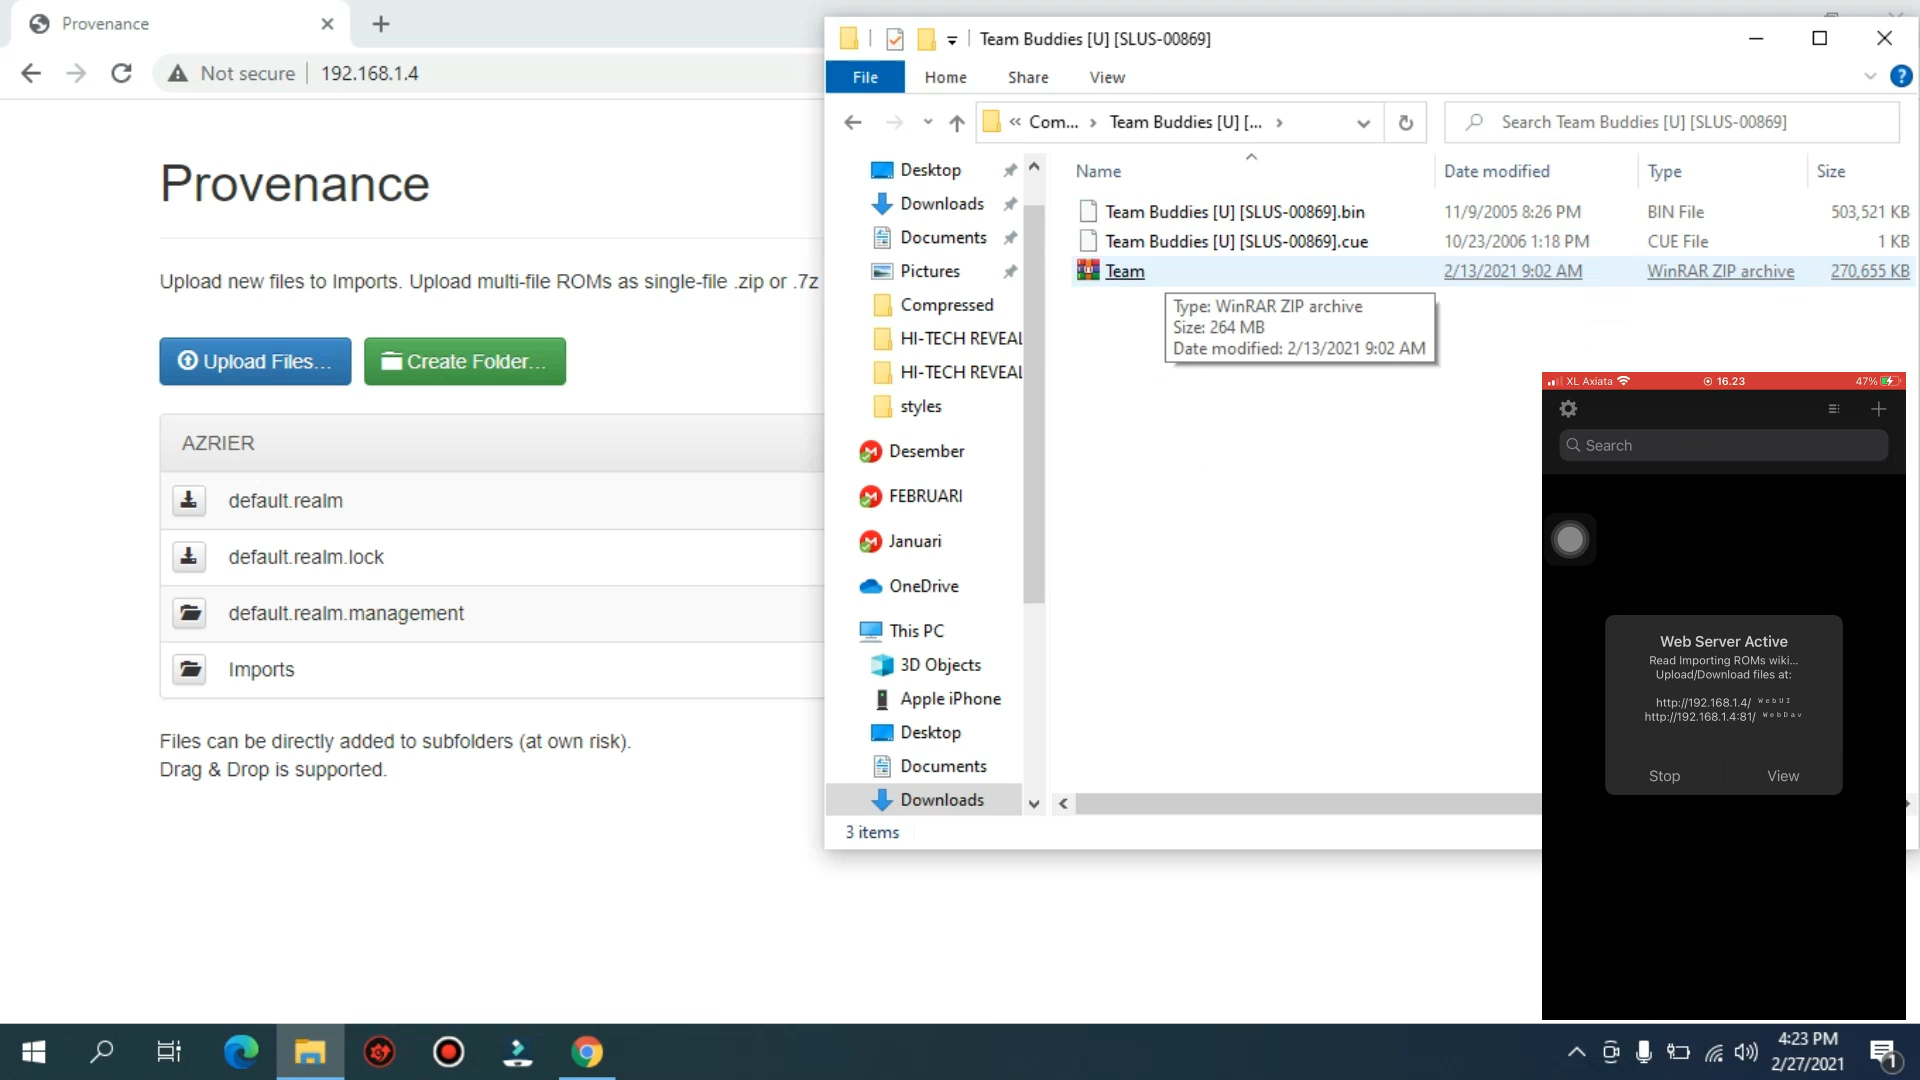 Provenance
Not secure
192.168.1.4
Provenance
Upload new files to Imports. Upload multi-file ROMs as single-file .zip or .7z
Upload Files...
Create Folder...
AZRIER
default.realm
default.realm.lock
default.realm.management
Imports
Files can be directly added to subfolders (at own risk).
Drag & Drop is supported.
Team Buddies [U] [SLUS-00869]
File
Home
Share
View
?
« Com... › Team Buddies [U] [... ›
Search Team Buddies [U] [SLUS-00869]
Desktop
Downloads
Documents
Pictures
Compressed
HI-TECH REVEAL
HI-TECH REVEAL
styles
Desember
FEBRUARI
Januari
OneDrive
This PC
3D Objects
Apple iPhone
Desktop
Documents
Downloads
Name Date modified Type Size
Team Buddies [U] [SLUS-00869].bin 11/9/2005 8:26 PM BIN File 503,521 KB
Team Buddies [U] [SLUS-00869].cue 10/23/2006 1:18 PM CUE File 1 KB
Team 2/13/2021 9:02 AM WinRAR ZIP archive 270,655 KB
Type: WinRAR ZIP archive
Size: 264 MB
Date modified: 2/13/2021 9:02 AM
3 items
XL Axiata 16.23 47%
Search
Web Server Active
Read Importing ROMs wiki...
Upload/Download files at:
http://192.168.1.4/ WebUI
http://192.168.1.4:81/ WebDav
Stop View
4:23 PM
2/27/2021
1